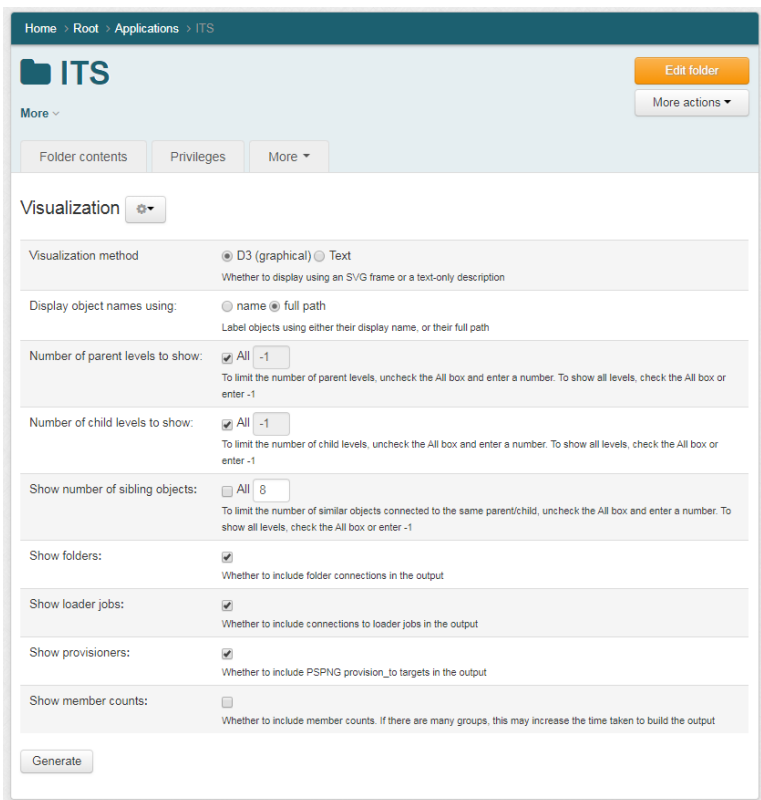 Home > Root > Applications > ITS
ITS
Edit folder
More
More actions
Folder contents Privileges More
Visualization
Visualization method D3 (graphical) Text
Whether to display using an SVG frame or a text-only description
Display object names using: name full path
Label objects using either their display name, or their full path
Number of parent levels to show: All -1
To limit the number of parent levels, uncheck the All box and enter a number. To show all levels, check the All box or
enter -1
Number of child levels to show: All -1
To limit the number of child levels, uncheck the All box and enter a number. To show all levels, check the All box or
enter -1
Show number of sibling objects: All 8
To limit the number of similar objects connected to the same parent/child, uncheck the All box and enter a number. To
show all levels, check the All box or enter -1
Show folders:
Whether to include folder connections in the output
Show loader jobs:
Whether to include connections to loader jobs in the output
Show provisioners:
Whether to include PSPNG provision_to targets in the output
Show member counts:
Whether to include member counts. If there are many groups, this may increase the time taken to build the output
Generate